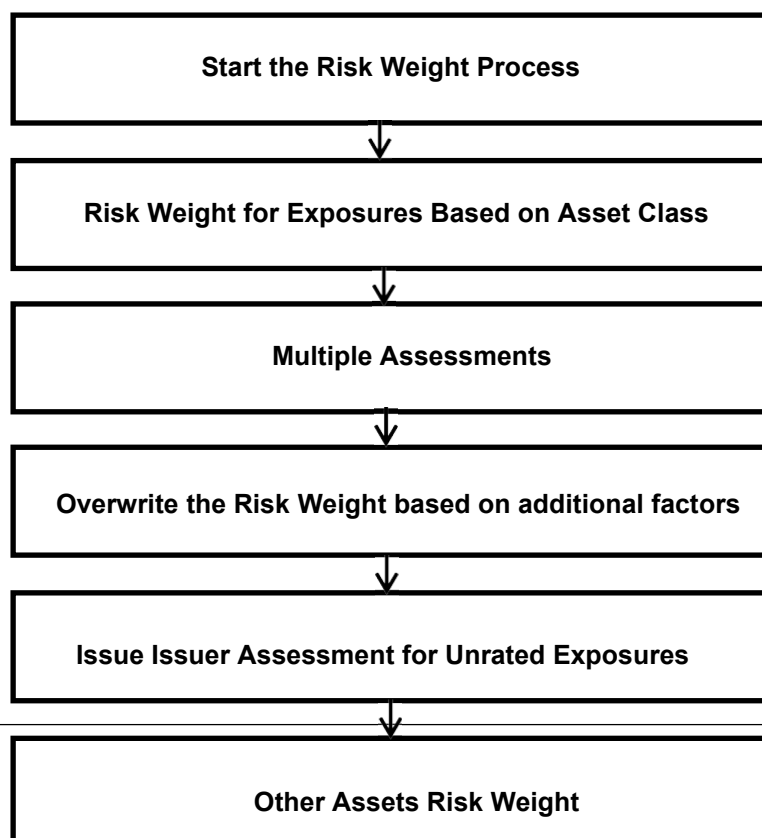 Start the Risk Weight Process
Risk Weight for Exposures Based on Asset Class
Multiple Assessments
Overwrite the Risk Weight based on additional factors
Issue Issuer Assessment for Unrated Exposures
Other Assets Risk Weight